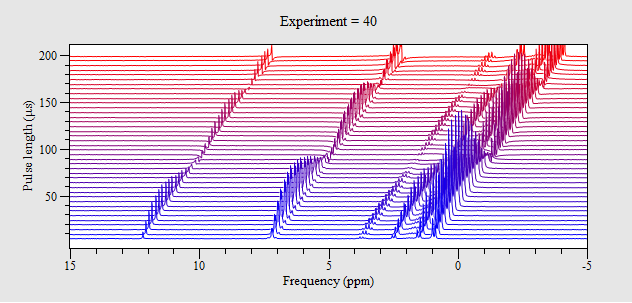 Experiment = 40
200
150
100
50
Pulse length (µs)
15 10 5 0 -5
Frequency (ppm)